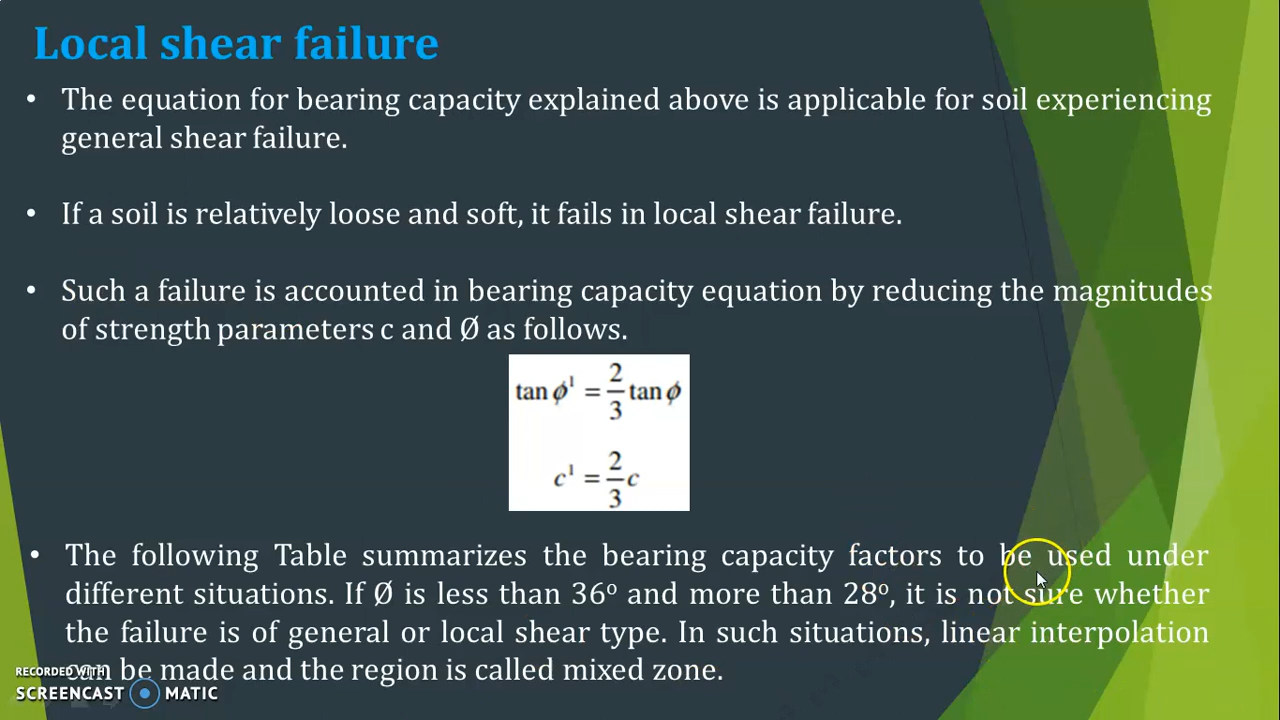 Local shear failure
• The equation for bearing capacity explained above is applicable for soil experiencing
general shear failure.
• If a soil is relatively loose and soft, it fails in local shear failure.
• Such a failure is accounted in bearing capacity equation by reducing the magnitudes
of strength parameters c and Ø as follows.
tan ϕ¹ = 2/3 tan ϕ
c¹ = 2/3 c
• The following Table summarizes the bearing capacity factors to be used under
different situations. If Ø is less than 36° and more than 28°, it is not sure whether
the failure is of general or local shear type. In such situations, linear interpolation
can be made and the region is called mixed zone.
RECORDED WITH
SCREENCAST MATIC